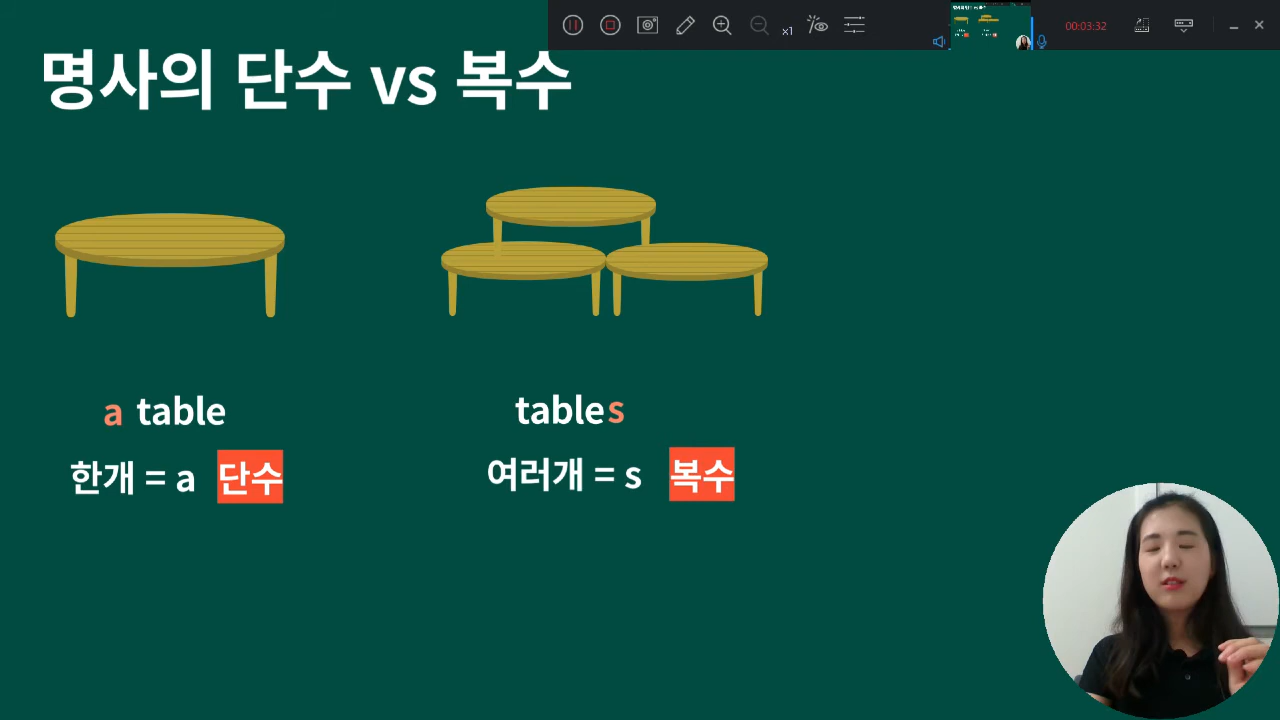 x1
00:03:32
명사의 단수 vs 복수
a table
tables
한개 = a 단수
여러개 = s 복수